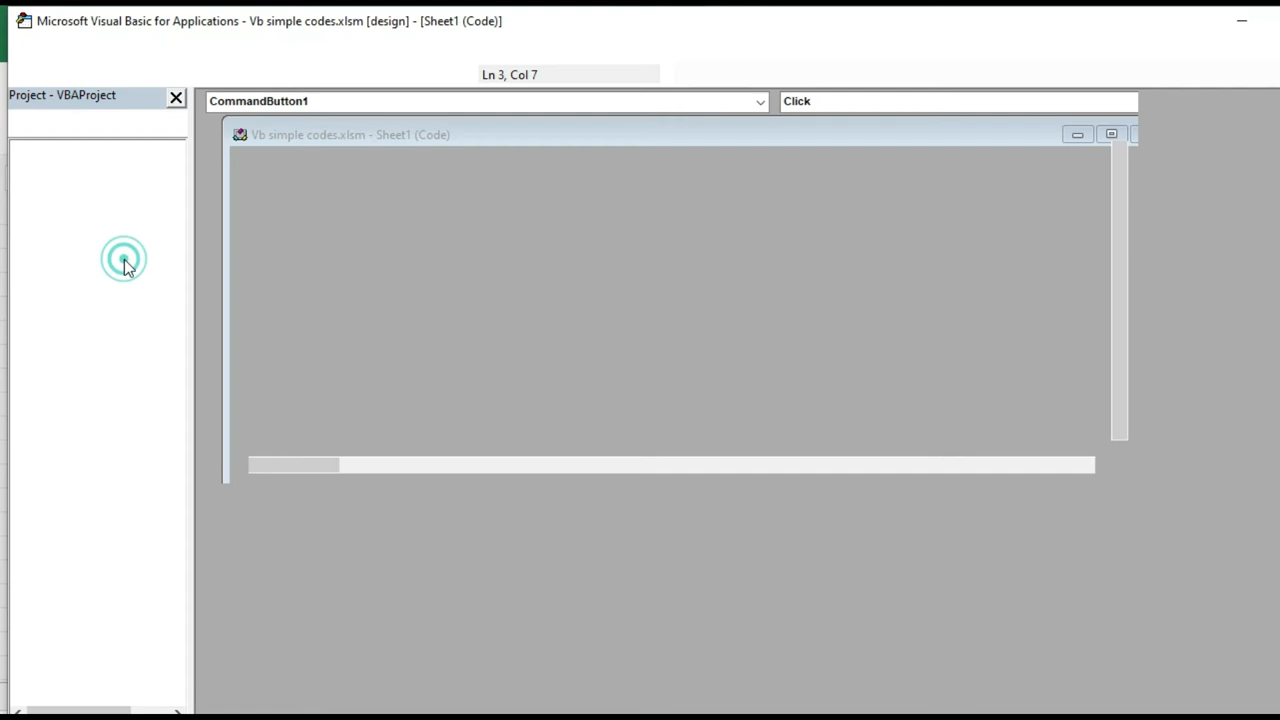 Microsoft Visual Basic for Applications - Vb simple codes.xlsm [design] - [Sheet1 (Code)]
Ln 3, Col 7
Project - VBAProject
CommandButton1
Click
Vb simple codes.xlsm - Sheet1 (Code)